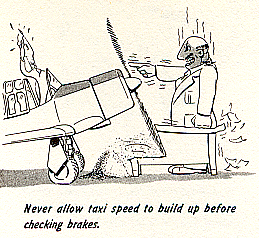 Never allow taxi speed to build up before
checking brakes.